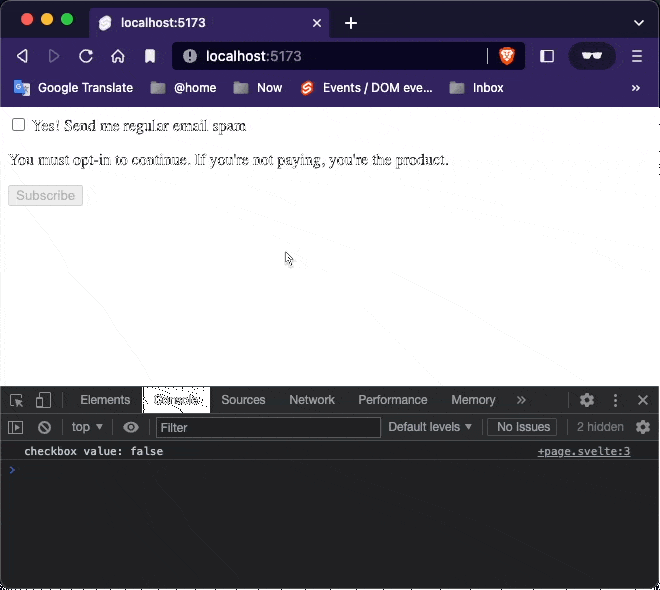 localhost:5173
localhost:5173
Google Translate @home Now Events / DOM eve... Inbox »
Yes! Send me regular email spam
You must opt-in to continue. If you're not paying, you're the product.
Subscribe
Elements Console Sources Network Performance Memory »
top Filter Default levels No Issues 2 hidden
checkbox value: false +page.svelte:3